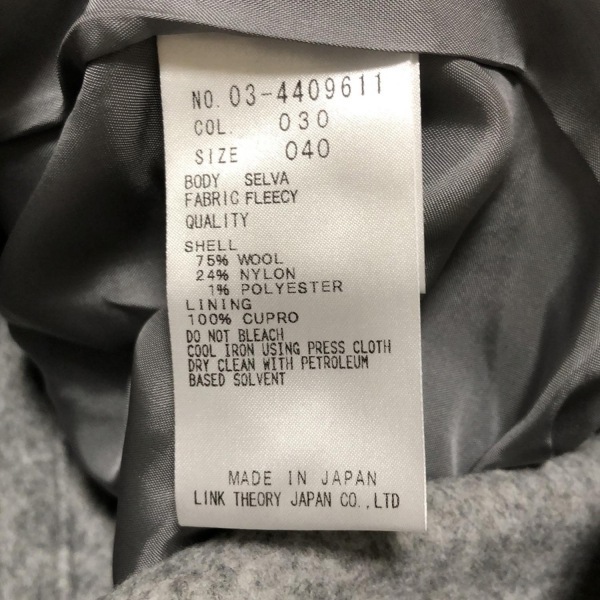 NO. 03-4409611
COL. 030
SIZE 040
BODY SELVA
FABRIC FLEECY
QUALITY
SHELL
75% WOOL
24% NYLON
1% POLYESTER
LINING
100% CUPRO
DO NOT BLEACH
COOL IRON USING PRESS CLOTH
DRY CLEAN WITH PETROLEUM
BASED SOLVENT
MADE IN JAPAN
LINK THEORY JAPAN CO.,LTD